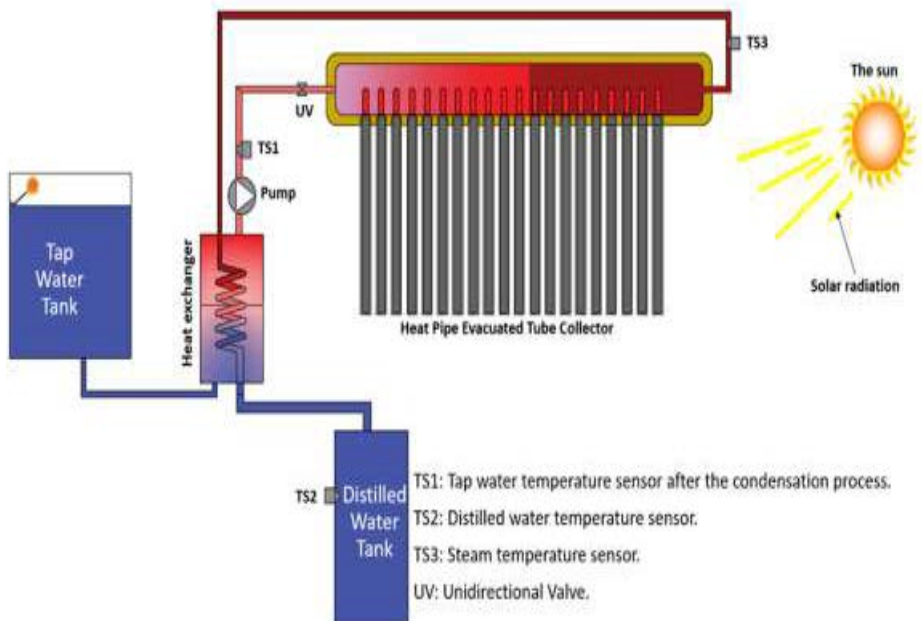 TS3
The sun
UV
TS1
Pump
Tap
Water
Tank
Heat exchanger
Solar radiation
Heat Pipe Evacuated Tube Collector
TS2
Distilled
Water
Tank
TS1: Tap water temperature sensor after the condensation process.
TS2: Distilled water temperature sensor.
TS3: Steam temperature sensor.
UV: Unidirectional Valve.